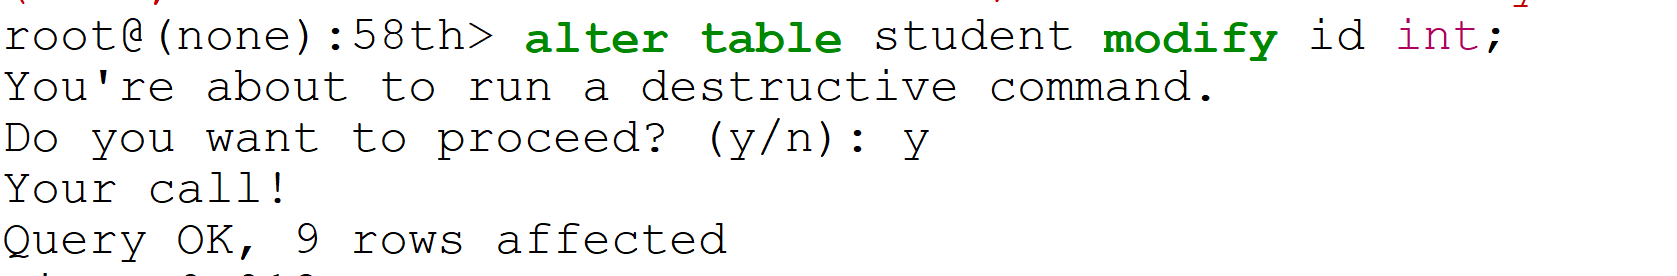 root@(none):58th> alter table student modify id int;
You're about to run a destructive command.
Do you want to proceed? (y/n): y
Your call!
Query OK, 9 rows affected